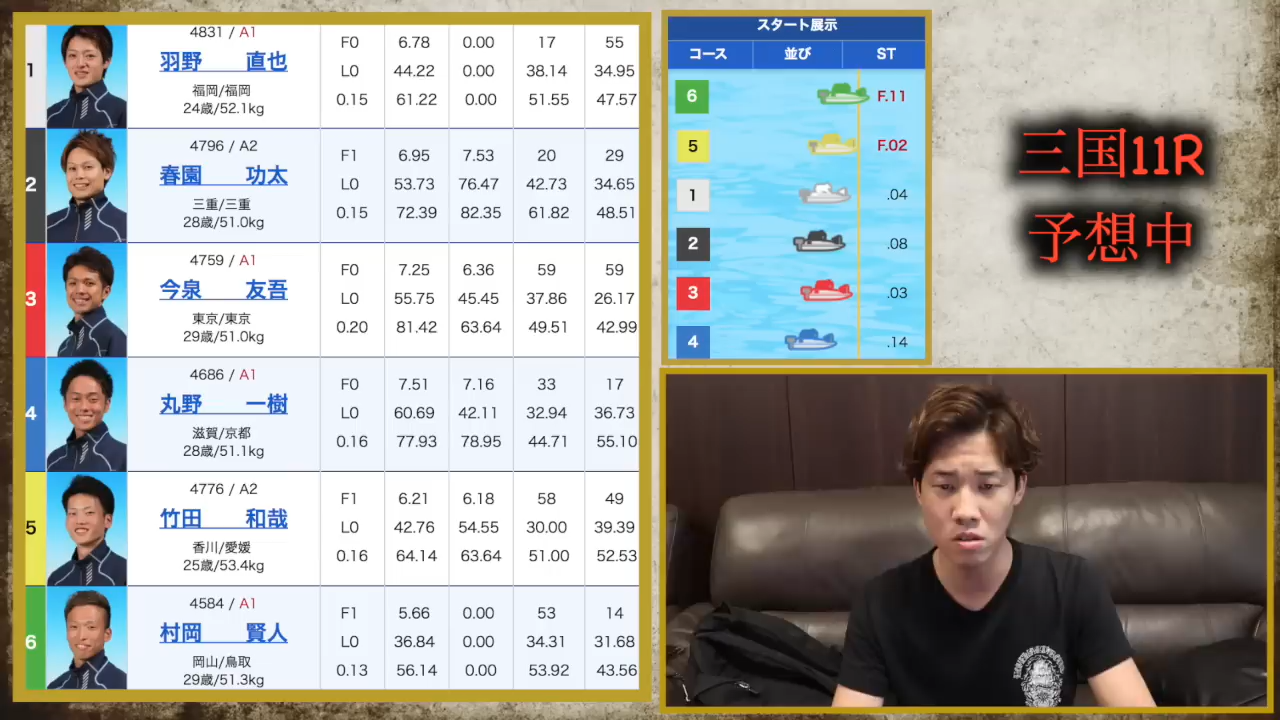 1
4831 / A1
羽野 直也
福岡/福岡
24歳/52.1kg
F0 6.78 0.00 17 55
L0 44.22 0.00 38.14 34.95
0.15 61.22 0.00 51.55 47.57
2
4796 / A2
春園 功太
三重/三重
28歳/51.0kg
F1 6.95 7.53 20 29
L0 53.73 76.47 42.73 34.65
0.15 72.39 82.35 61.82 48.51
3
4759 / A1
今泉 友吾
東京/東京
29歳/51.0kg
F0 7.25 6.36 59 59
L0 55.75 45.45 37.86 26.17
0.20 81.42 63.64 49.51 42.99
4
4686 / A1
丸野 一樹
滋賀/京都
28歳/51.1kg
F0 7.51 7.16 33 17
L0 60.69 42.11 32.94 36.73
0.16 77.93 78.95 44.71 55.10
5
4776 / A2
竹田 和哉
香川/愛媛
25歳/53.4kg
F1 6.21 6.18 58 49
L0 42.76 54.55 30.00 39.39
0.16 64.14 63.64 51.00 52.53
6
4584 / A1
村岡 賢人
岡山/鳥取
29歳/51.3kg
F1 5.66 0.00 53 14
L0 36.84 0.00 34.31 31.68
0.13 56.14 0.00 53.92 43.56
スタート展示
コース 並び ST
6 F.11
5 F.02
1 .04
2 .08
3 .03
4 .14
三国11R
予想中